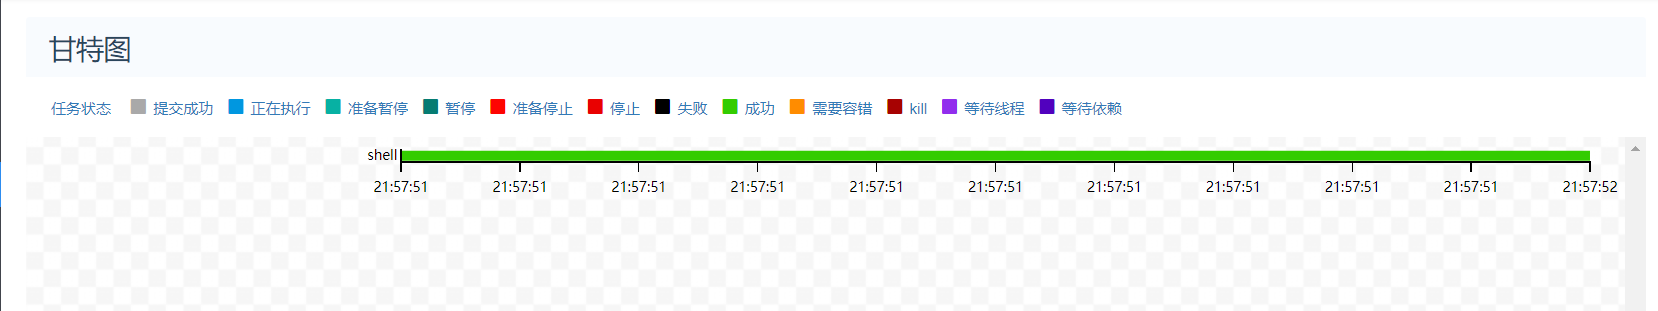 甘特图
任务状态 提交成功 正在执行 准备暂停 暂停 准备停止 停止 失败 成功 需要容错 kill 等待线程 等待依赖
shell
21:57:51 21:57:51 21:57:51 21:57:51 21:57:51 21:57:51 21:57:51 21:57:51 21:57:51 21:57:51 21:57:52